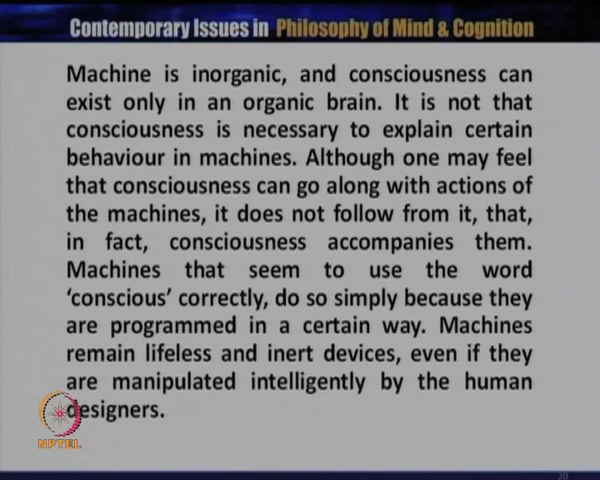 Contemporary Issues in Philosophy of Mind & Cognition
Machine is inorganic, and consciousness can
exist only in an organic brain. It is not that
consciousness is necessary to explain certain
behaviour in machines. Although one may feel
that consciousness can go along with actions of
the machines, it does not follow from it, that,
in fact, consciousness accompanies them.
Machines that seem to use the word
‘conscious’ correctly, do so simply because they
are programmed in a certain way. Machines
remain lifeless and inert devices, even if they
are manipulated intelligently by the human
designers.
NPTEL
20